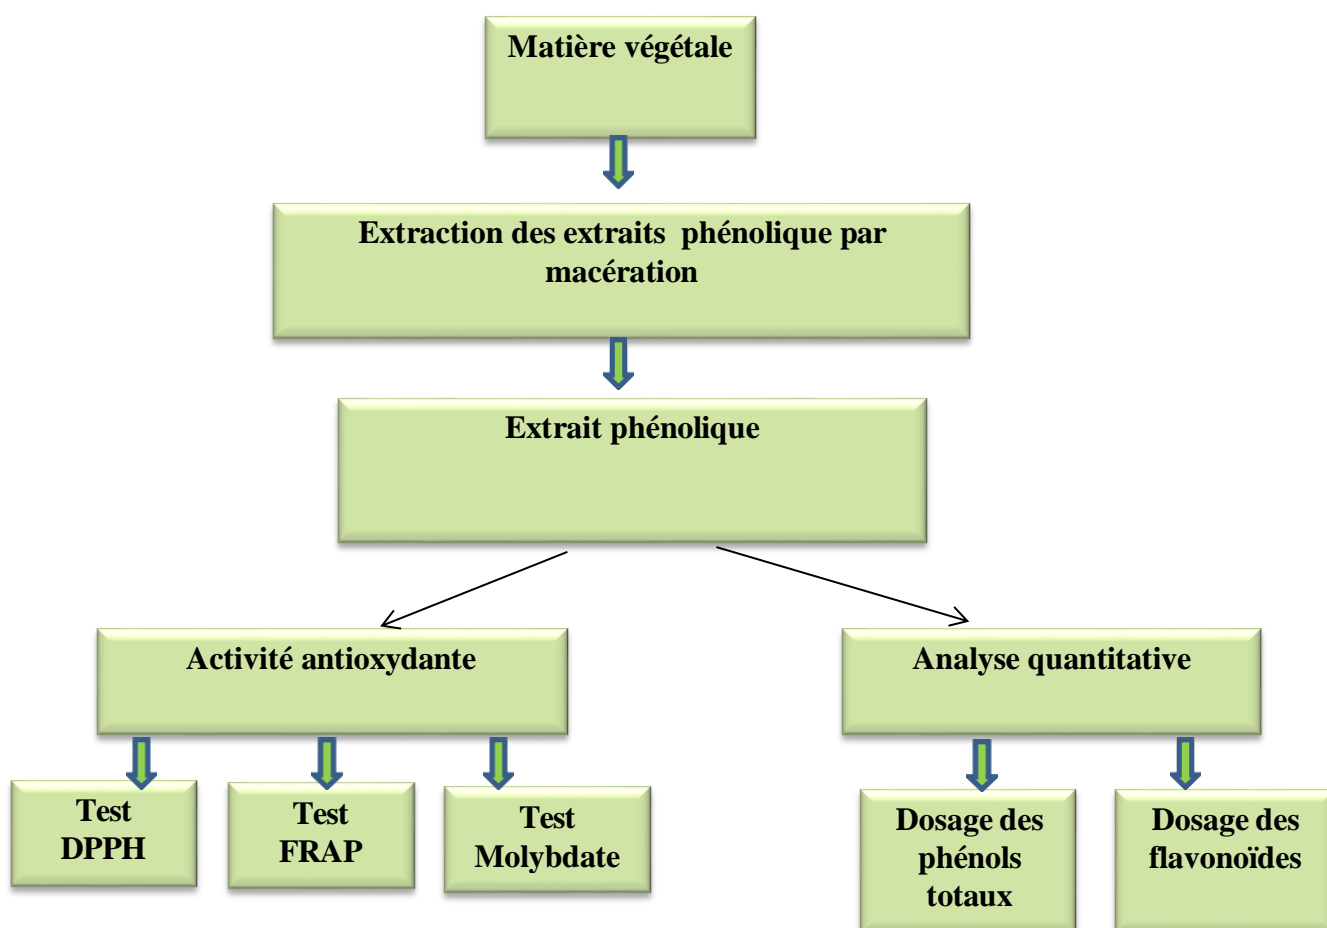 Matière végétale
Extraction des extraits  phénolique par
macération
Extrait phénolique
Activité antioxydante
Analyse quantitative
Test
DPPH
Test
FRAP
Test
Molybdate
Dosage des
phénols
totaux
Dosage des
flavonoïdes